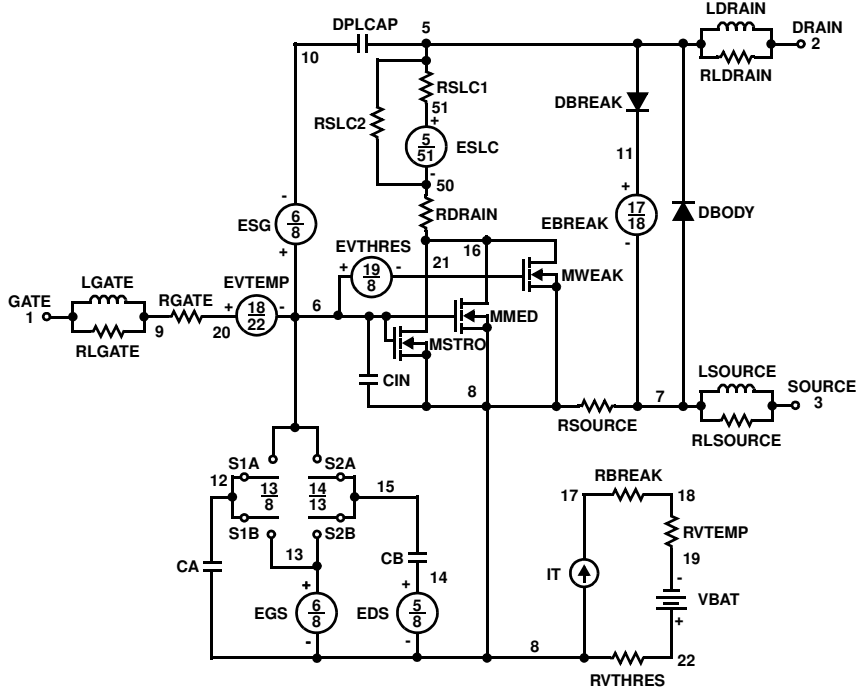 LDRAIN
DPLCAP 5 DRAIN
2
10
RLDRAIN
RSLC1
51
+
DBREAK
RSLC2
5
51
ESLC
-
50
11
-
ESG 6
8
+
RDRAIN
+
EBREAK 17
18
-
DBODY
EVTHRES
+ 19
8 -
16
21
MWEAK
LGATE
GATE
1
RLGATE
9
RGATE
20
EVTEMP
+ 18
22 -
6
MMED
MSTRO
CIN
8
RSOURCE
7
LSOURCE
SOURCE
3
RLSOURCE
S1A
S2A
12
13
8
14
13
15
S1B
S2B
13
CA
CB
14
+
EGS 6
8
-
+
EDS 5
8
-
RBREAK
17 18
RVTEMP
19
IT
-
VBAT
+
8
22
RVTHRES